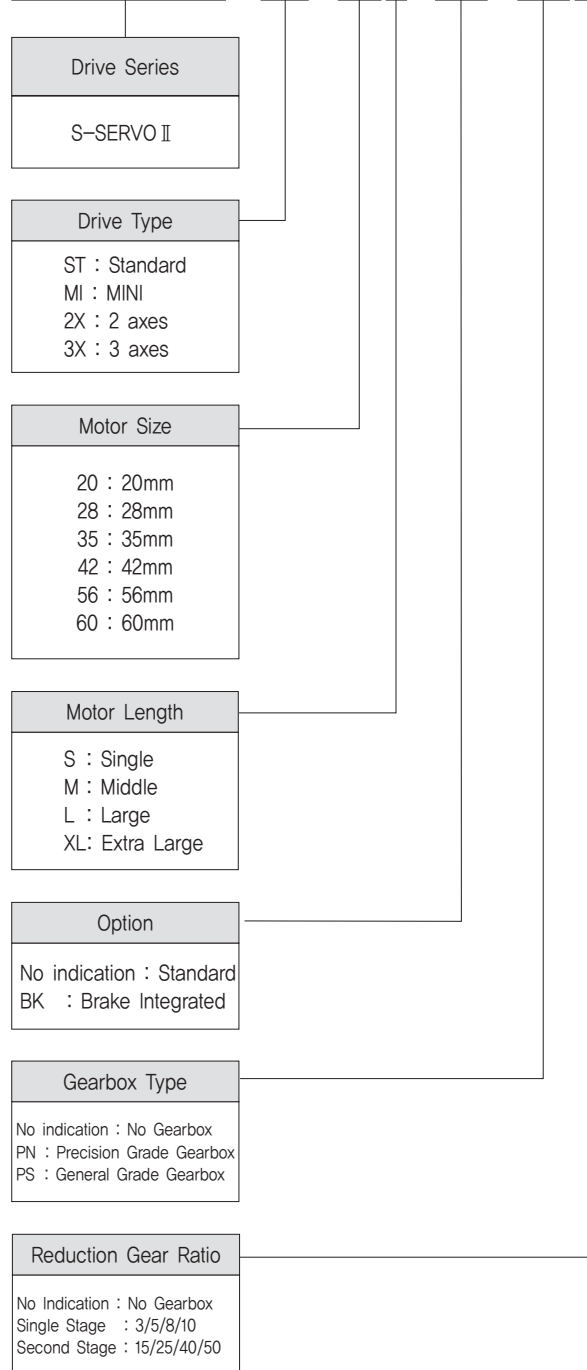 Drive Series
S-SERVOⅡ
Drive Type
ST : Standard
MI : MINI
2X : 2 axes
3X : 3 axes
Motor Size
20 : 20mm
28 : 28mm
35 : 35mm
42 : 42mm
56 : 56mm
60 : 60mm
Motor Length
S : Single
M : Middle
L : Large
XL: Extra Large
Option
No indication : Standard
BK : Brake Integrated
Gearbox Type
No indication : No Gearbox
PN : Precision Grade Gearbox
PS : General Grade Gearbox
Reduction Gear Ratio
No Indication : No Gearbox
Single Stage : 3/5/8/10
Second Stage : 15/25/40/50